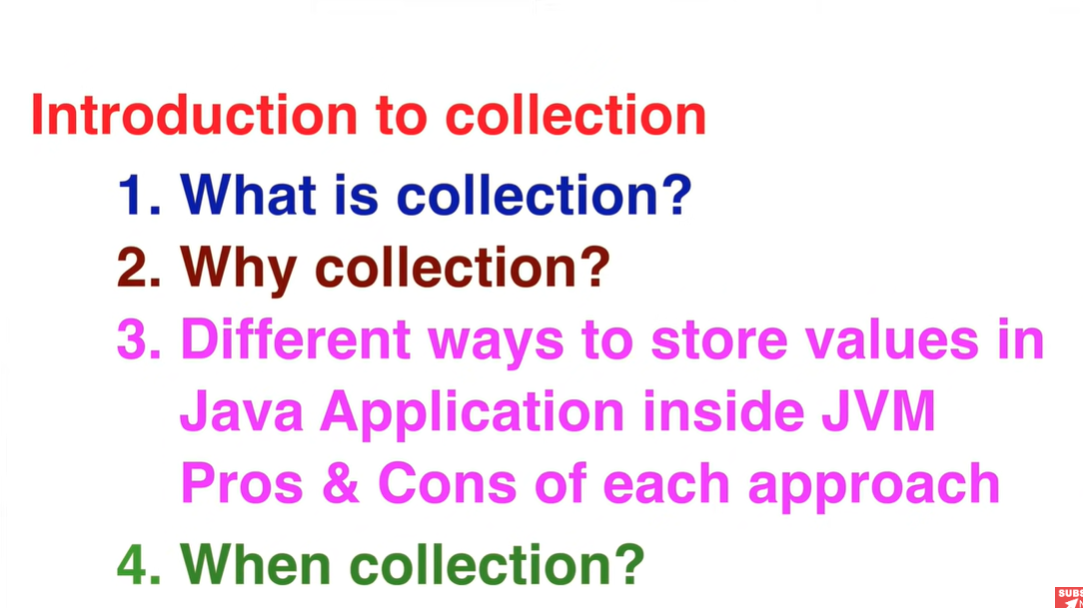 Introduction to collection
1. What is collection?
2. Why collection?
3. Different ways to store values in
Java Application inside JVM
Pros & Cons of each approach
4. When collection?
SUBS